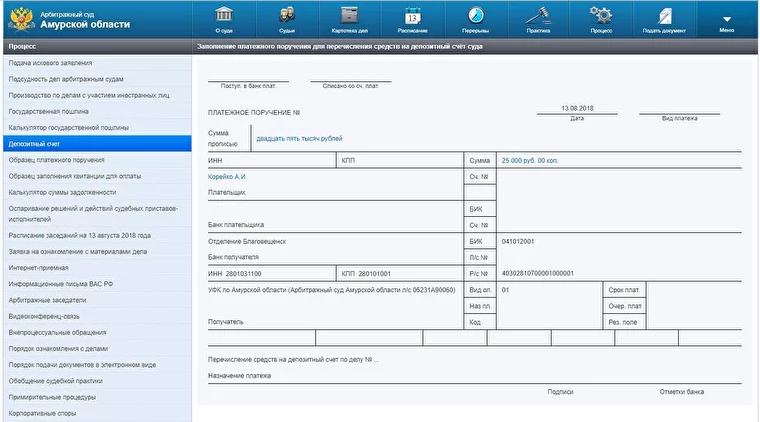 Арбитражный суд
Амурской области
О суде
Судьи
Картотека дел
13
Расписание
Перерывы
Практика
Процесс
Подать документ
Меню
Процесс
Подача искового заявления
Подсудность дел арбитражным судам
Производство по делам с участием иностранных лиц
Государственная пошлина
Калькулятор государственной пошлины
Депозитный счет
Образец платежного поручения
Образец заполнения квитанции для оплаты
Калькулятор суммы задолженности
Оспаривание решений и действий судебных приставов-
исполнителей
Расписание заседаний на 13 августа 2018 года
Заявка на ознакомление с материалами дела
Интернет-приемная
Информационные письма ВАС РФ
Арбитражные заседатели
Видеоконференц-связь
Внепроцессуальные обращения
Порядок ознакомления с делами
Порядок подачи документов в электронном виде
Обобщение судебной практики
Примирительные процедуры
Корпоративные споры
Заполнение платежного поручения для перечисления средств на депозитный счёт суда
Поступ. в банк плат. Списано со сч. плат.
ПЛАТЕЖНОЕ ПОРУЧЕНИЕ № 13.08.2018
Дата Вид платежа
Сумма
прописью
двадцать пять тысяч рублей
ИНН КПП Сумма 25 000 руб. 00 коп.
Корейко А.И. Сч. №
Плательщик
БИК
Банк плательщика Сч. №
Отделение Благовещенск БИК 041012001
Банк получателя Л/с №
ИНН 2801031100 КПП 280101001 Р/с № 40302810700001000001
УФК по Амурской области (Арбитражный суд Амурской области л/с 05231А90060) Вид оп. 01 Срок плат.
Наз пл. Очер. плат
Получатель Код Рез. поле
Перечисление средств на депозитный счет по делу № ...
Назначение платежа
Подписи Отметки банка